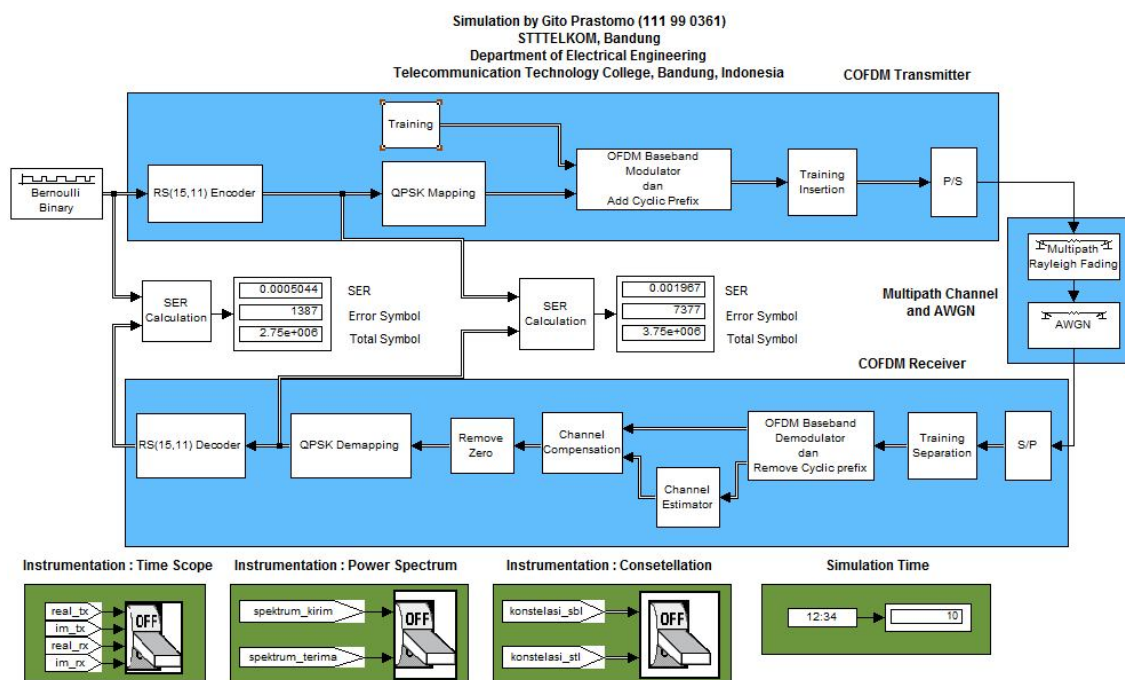 Simulation by Gito Prastomo (111 99 0361)
STTTELKOM, Bandung
Department of Electrical Engineering
Telecommunication Technology College, Bandung, Indonesia
COFDM Transmitter
Training
Bernoulli
Binary
RS(15,11) Encoder
QPSK Mapping
OFDM Baseband
Modulator
dan
Add Cyclic Prefix
Training
Insertion
P/S
Multipath
Rayleigh Fading
AWGN
Multipath Channel
and AWGN
SER
Calculation
0.0005044
1387
2.75e+006
SER
Error Symbol
Total Symbol
SER
Calculation
0.001967
7377
3.75e+006
SER
Error Symbol
Total Symbol
COFDM Receiver
RS(15,11) Decoder
QPSK Demapping
Remove
Zero
Channel
Compensation
Channel
Estimator
OFDM Baseband
Demodulator
dan
Remove Cyclic prefix
Training
Separation
S/P
Instrumentation : Time Scope
real_tx
im_tx
real_rx
im_rx
OFF
Instrumentation : Power Spectrum
spektrum_kirim
spektrum_terima
OFF
Instrumentation : Consetellation
konstelasi_sbl
konstelasi_stl
OFF
Simulation Time
12:34
10